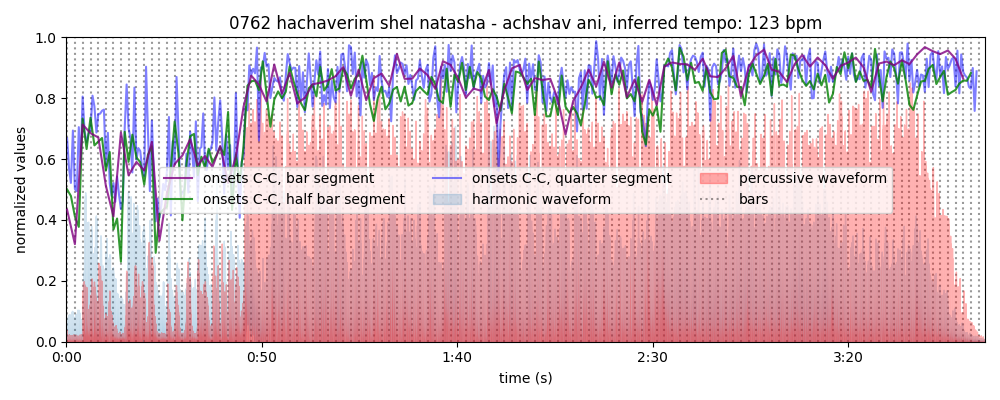 0762 hachaverim shel natasha - achshav ani, inferred tempo: 123 bpm
1.0
0.8
0.6
0.4
0.2
0.0
normalized values
onsets C-C, bar segment
onsets C-C, half bar segment
onsets C-C, quarter segment
harmonic waveform
percussive waveform
bars
0:00 0:50 1:40 2:30 3:20
time (s)